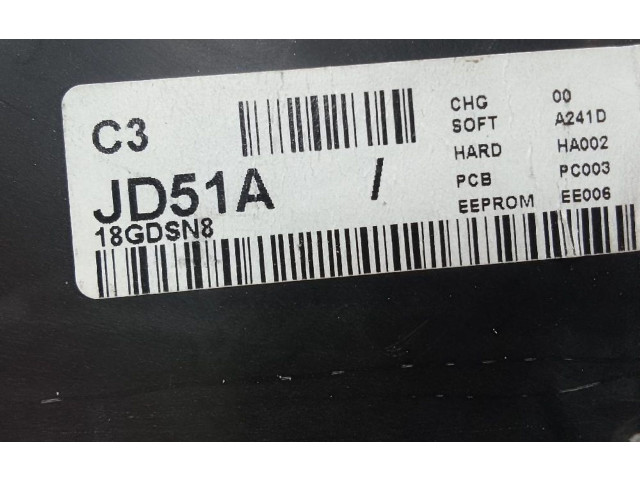 C3
JD51A /
18GDSN8
CHG 00
SOFT A241D
HARD HA002
PCB PC003
EEPROM EE006